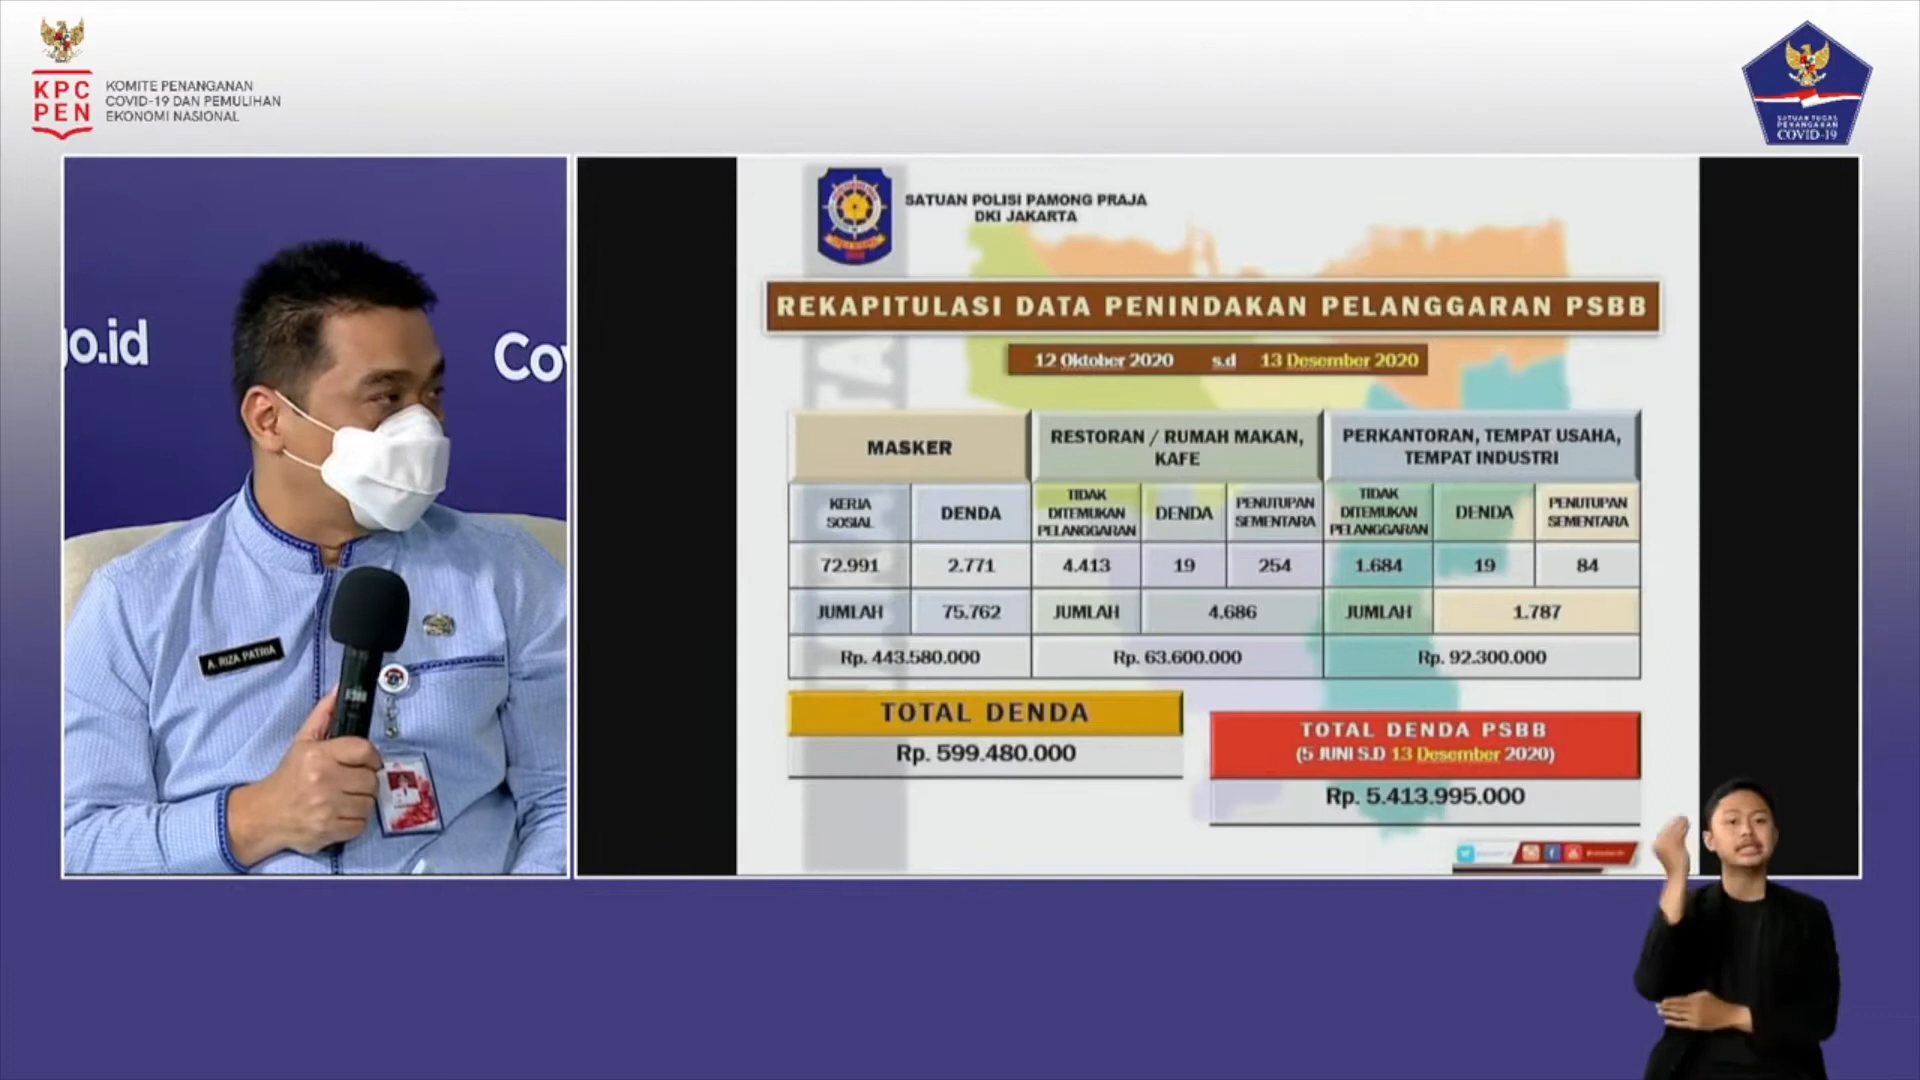 KPC
PEN
KOMITE PENANGANAN
COVID-19 DAN PEMULIHAN
EKONOMI NASIONAL
SATUAN TUGAS
PENANGANAN
COVID-19
o.id
Co
A. RIZA PATRIA
SATUAN POLISI PAMONG PRAJA
DKI JAKARTA
REKAPITULASI DATA PENINDAKAN PELANGGARAN PSBB
12 Oktober 2020 s.d 13 Desember 2020
MASKER
RESTORAN / RUMAH MAKAN,
KAFE
PERKANTORAN, TEMPAT USAHA,
TEMPAT INDUSTRI
KERJA
SOSIAL
DENDA
TIDAK
DITEMUKAN
PELANGGARAN
DENDA
PENUTUPAN
SEMENTARA
TIDAK
DITEMUKAN
PELANGGARAN
DENDA
PENUTUPAN
SEMENTARA
72.991 2.771 4.413 19 254 1.684 19 84
JUMLAH 75.762 JUMLAH 4.686 JUMLAH 1.787
Rp. 443.580.000 Rp. 63.600.000 Rp. 92.300.000
TOTAL DENDA
Rp. 599.480.000
TOTAL DENDA PSBB
(5 JUNI S.D 13 Desember 2020)
Rp. 5.413.995.000